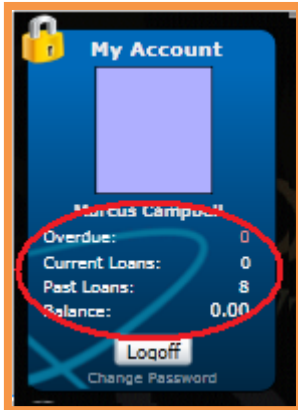 My Account
Marcus Campbell
Overdue: 0
Current Loans: 0
Past Loans: 8
Balance: 0.00
Logoff
Change Password